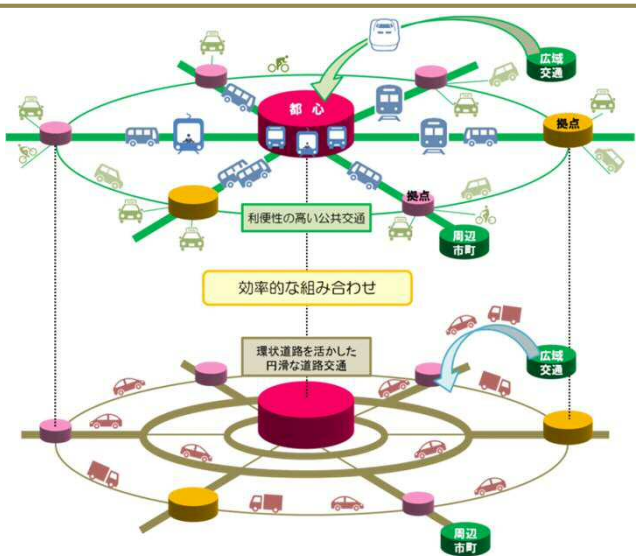 広域
交通
都心
拠点
拠点
利便性の高い公共交通
周辺
市町
効率的な組み合わせ
環状道路を活かした
円滑な道路交通
広域
交通
周辺
市町